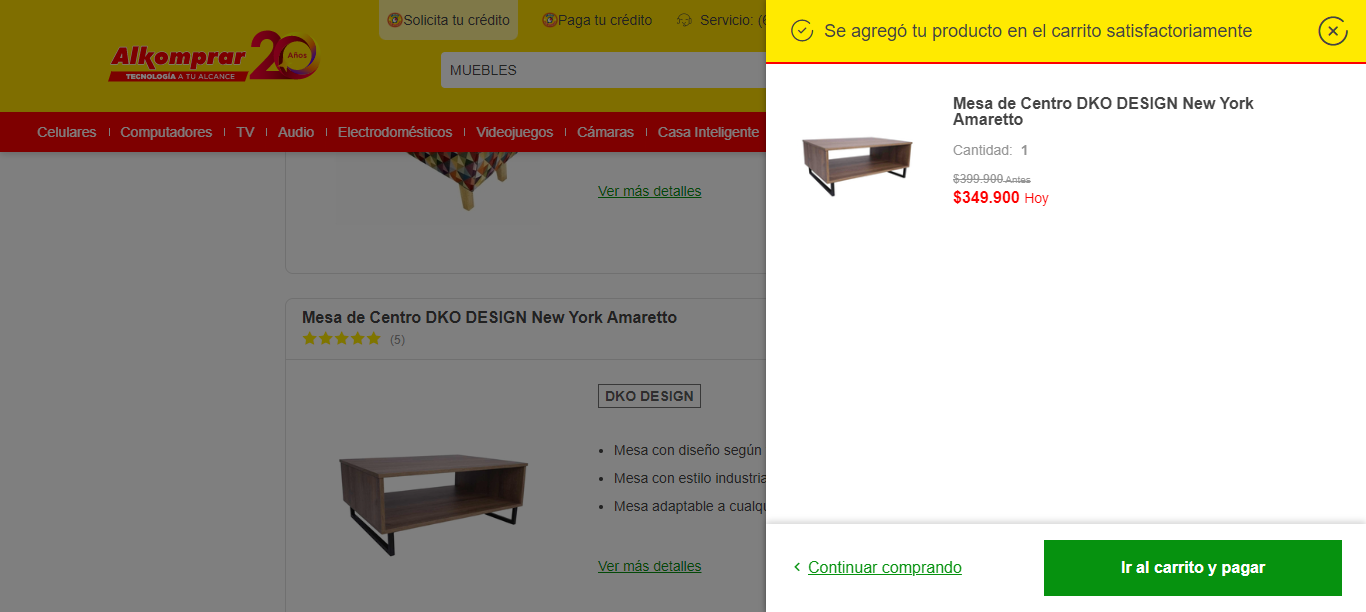 Solicita tu crédito
Paga tu crédito
Servicio: (6
Alkomprar 20 Años
TECNOLOGÍA A TU ALCANCE
MUEBLES
Celulares
Computadores
TV
Audio
Electrodomésticos
Videojuegos
Cámaras
Casa Inteligente
Ver más detalles
Mesa de Centro DKO DESIGN New York Amaretto
(5)
DKO DESIGN
• Mesa con diseño según
• Mesa con estilo industria
• Mesa adaptable a cualqu
Ver más detalles
Se agregó tu producto en el carrito satisfactoriamente
Mesa de Centro DKO DESIGN New York
Amaretto
Cantidad: 1
$399.900 Antes
$349.900 Hoy
Continuar comprando
Ir al carrito y pagar